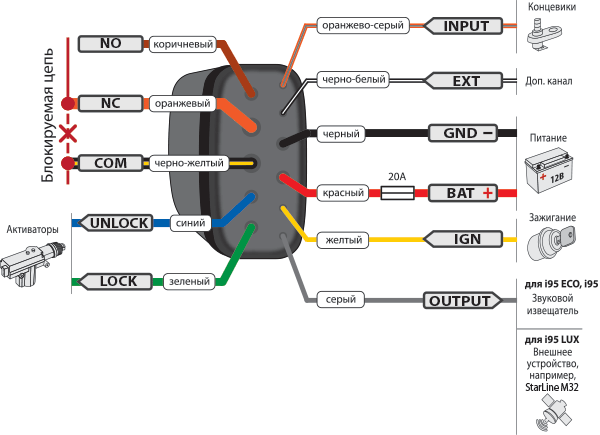 Блокируемая цепь
NO
коричневый
NC
оранжевый
COM
черно-желтый
Активаторы
UNLOCK
синий
LOCK
зеленый
оранжево-серый
INPUT
Концевики
черно-белый
EXT
Доп. канал
черный
GND −
Питание
красный
20А
BAT +
+ 12В
желтый
IGN
Зажигание
серый
OUTPUT
для i95 ECO, i95
Звуковой
извещатель
для i95 LUX
Внешнее
устройство,
например,
StarLine M32